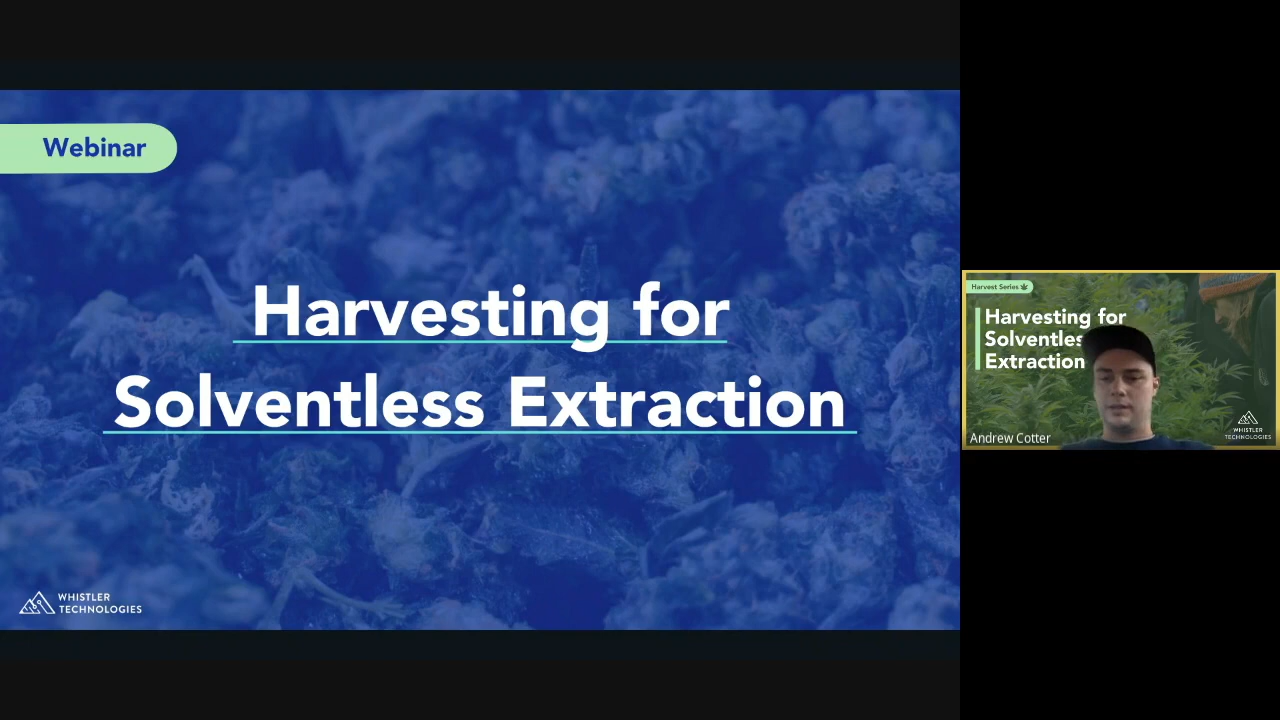 Webinar
Harvesting for
Solventless Extraction
WHISTLER
TECHNOLOGIES
Harvest Series
Harvesting for
Solventles
Extraction
WHISTLER
TECHNOLOGIES
Andrew Cotter